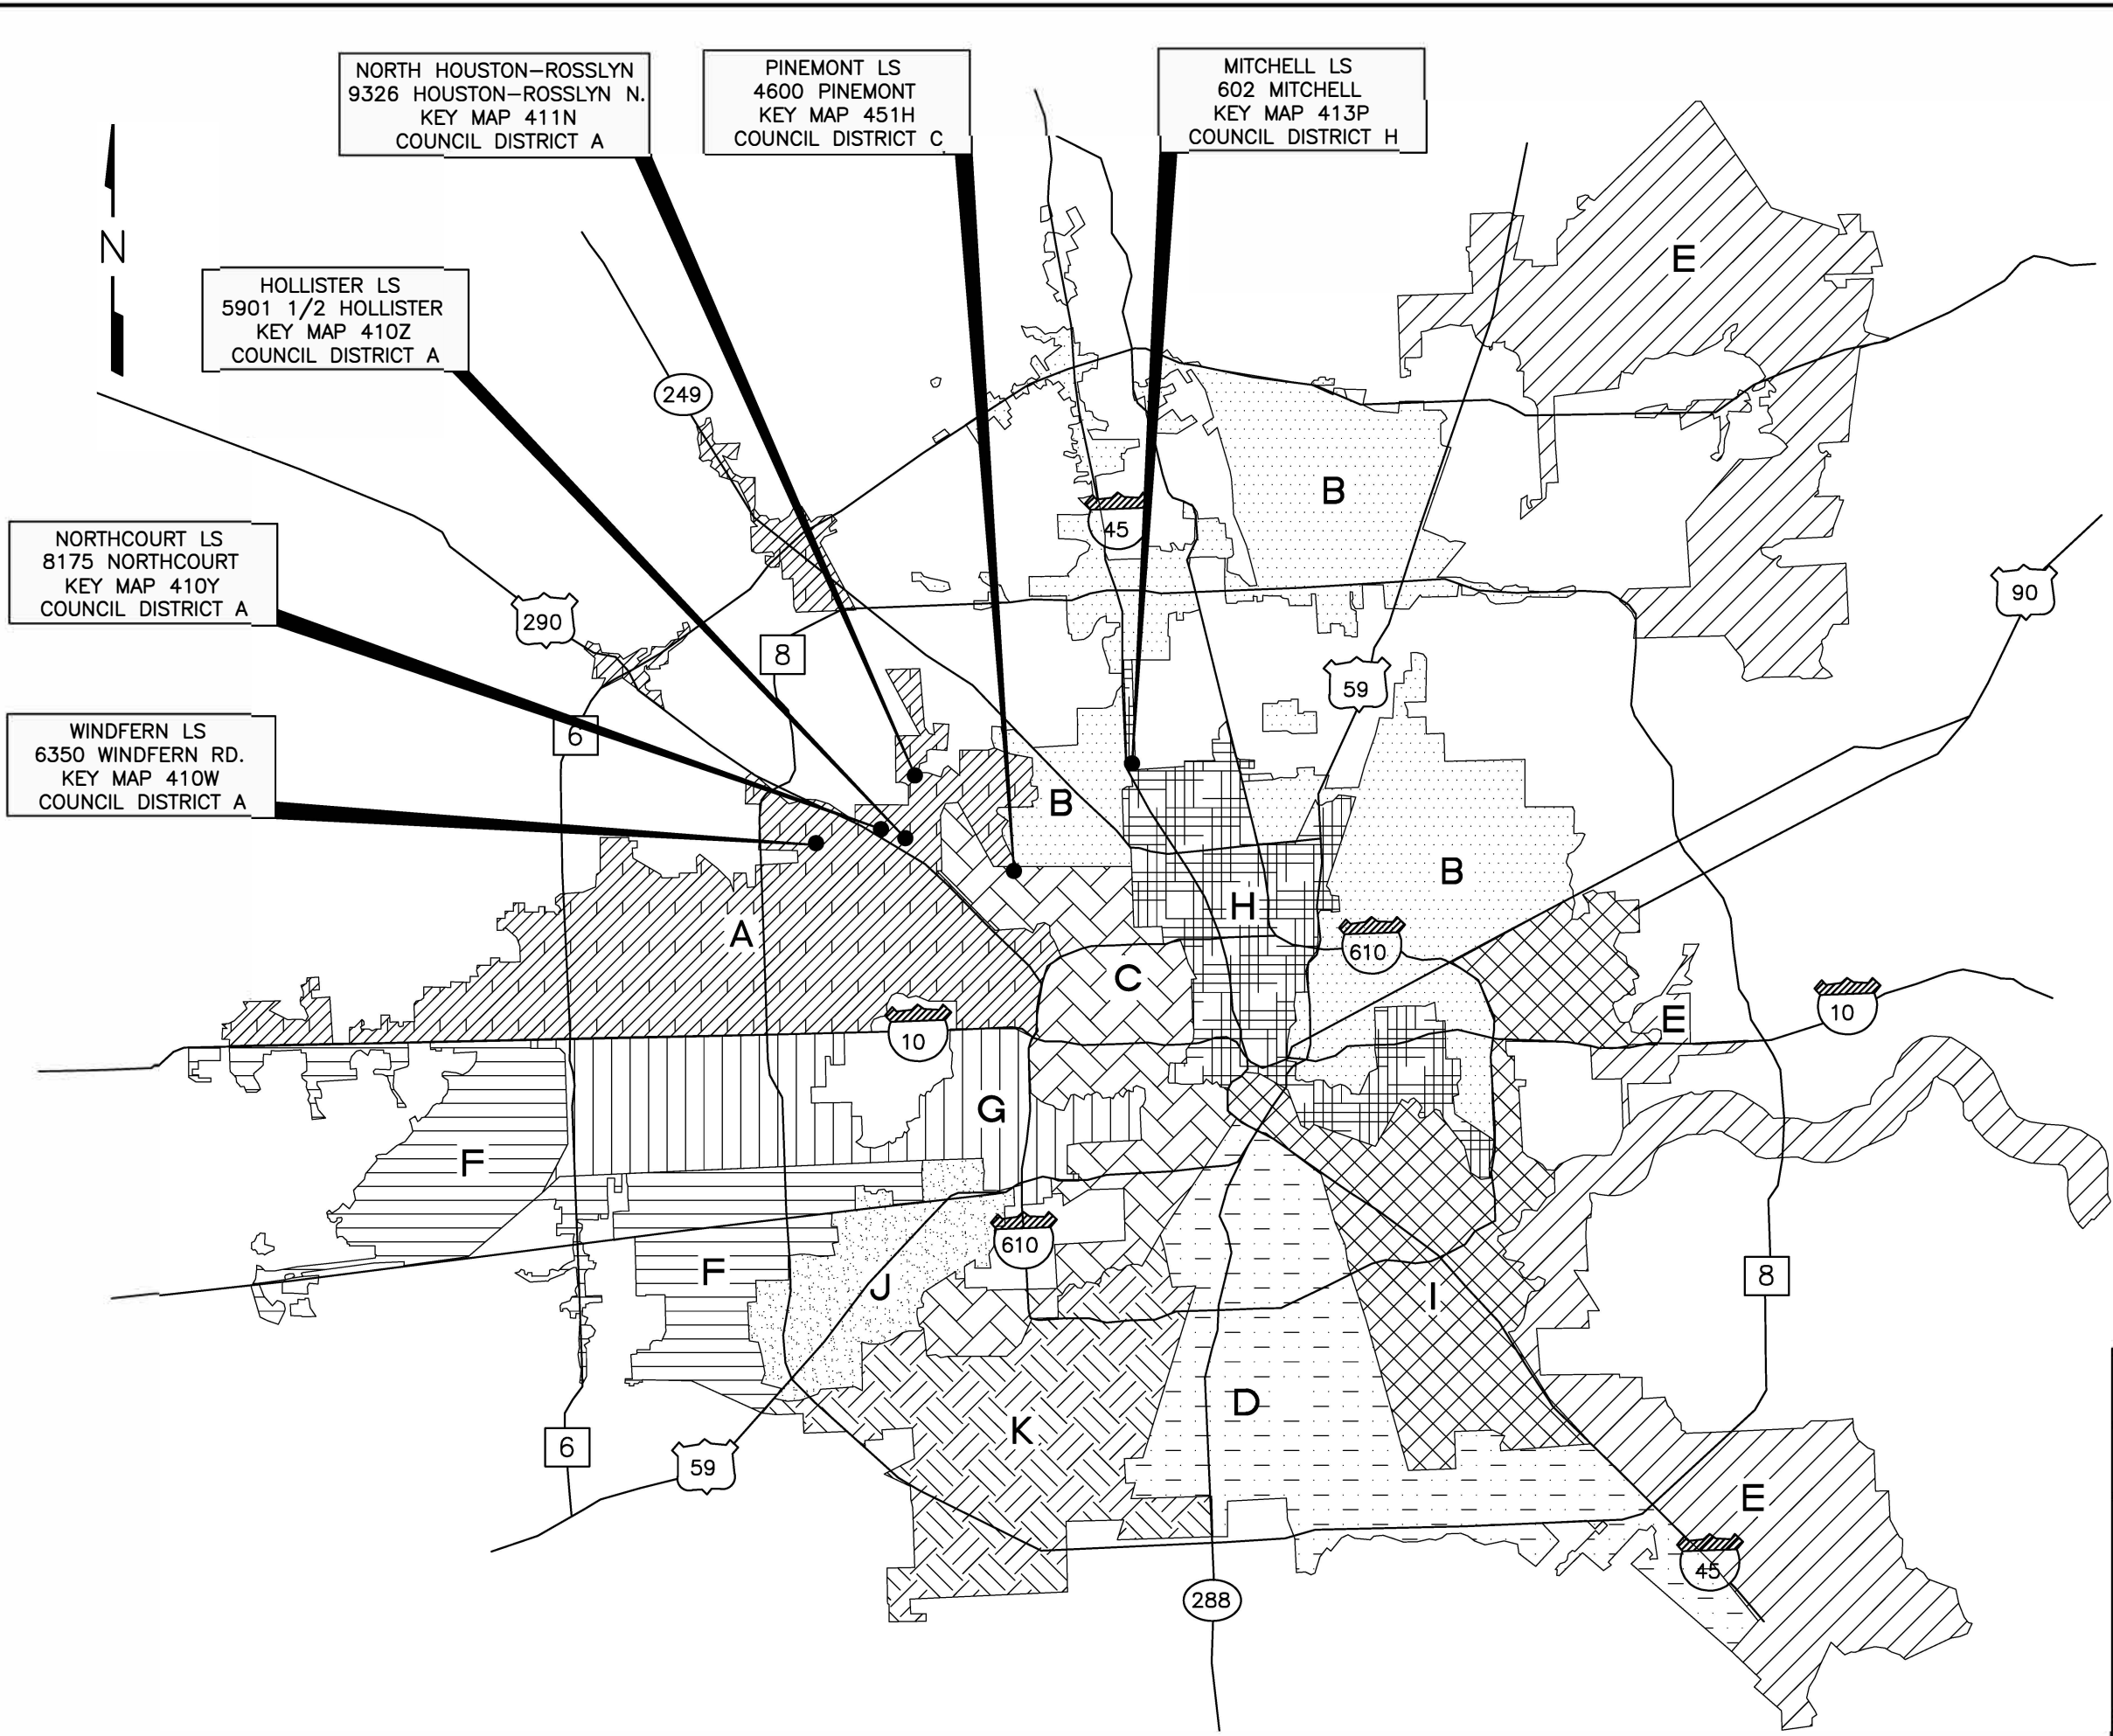 NORTH HOUSTON-ROSSLYN
9326 HOUSTON-ROSSLYN N.
KEY MAP 411N
COUNCIL DISTRICT A
PINEMONT LS
4600 PINEMONT
KEY MAP 451H
COUNCIL DISTRICT C
MITCHELL LS
602 MITCHELL
KEY MAP 413P
COUNCIL DISTRICT H
N
HOLLISTER LS
5901 1/2 HOLLISTER
KEY MAP 410Z
COUNCIL DISTRICT A
NORTHCOURT LS
8175 NORTHCOURT
KEY MAP 410Y
COUNCIL DISTRICT A
WINDFERN LS
6350 WINDFERN RD.
KEY MAP 410W
COUNCIL DISTRICT A
E
249
B
45
90
290
8
59
6
B
B
H
A
610
C
10
E
10
G
F
610
F
J
8
I
D
K
6
59
E
45
288